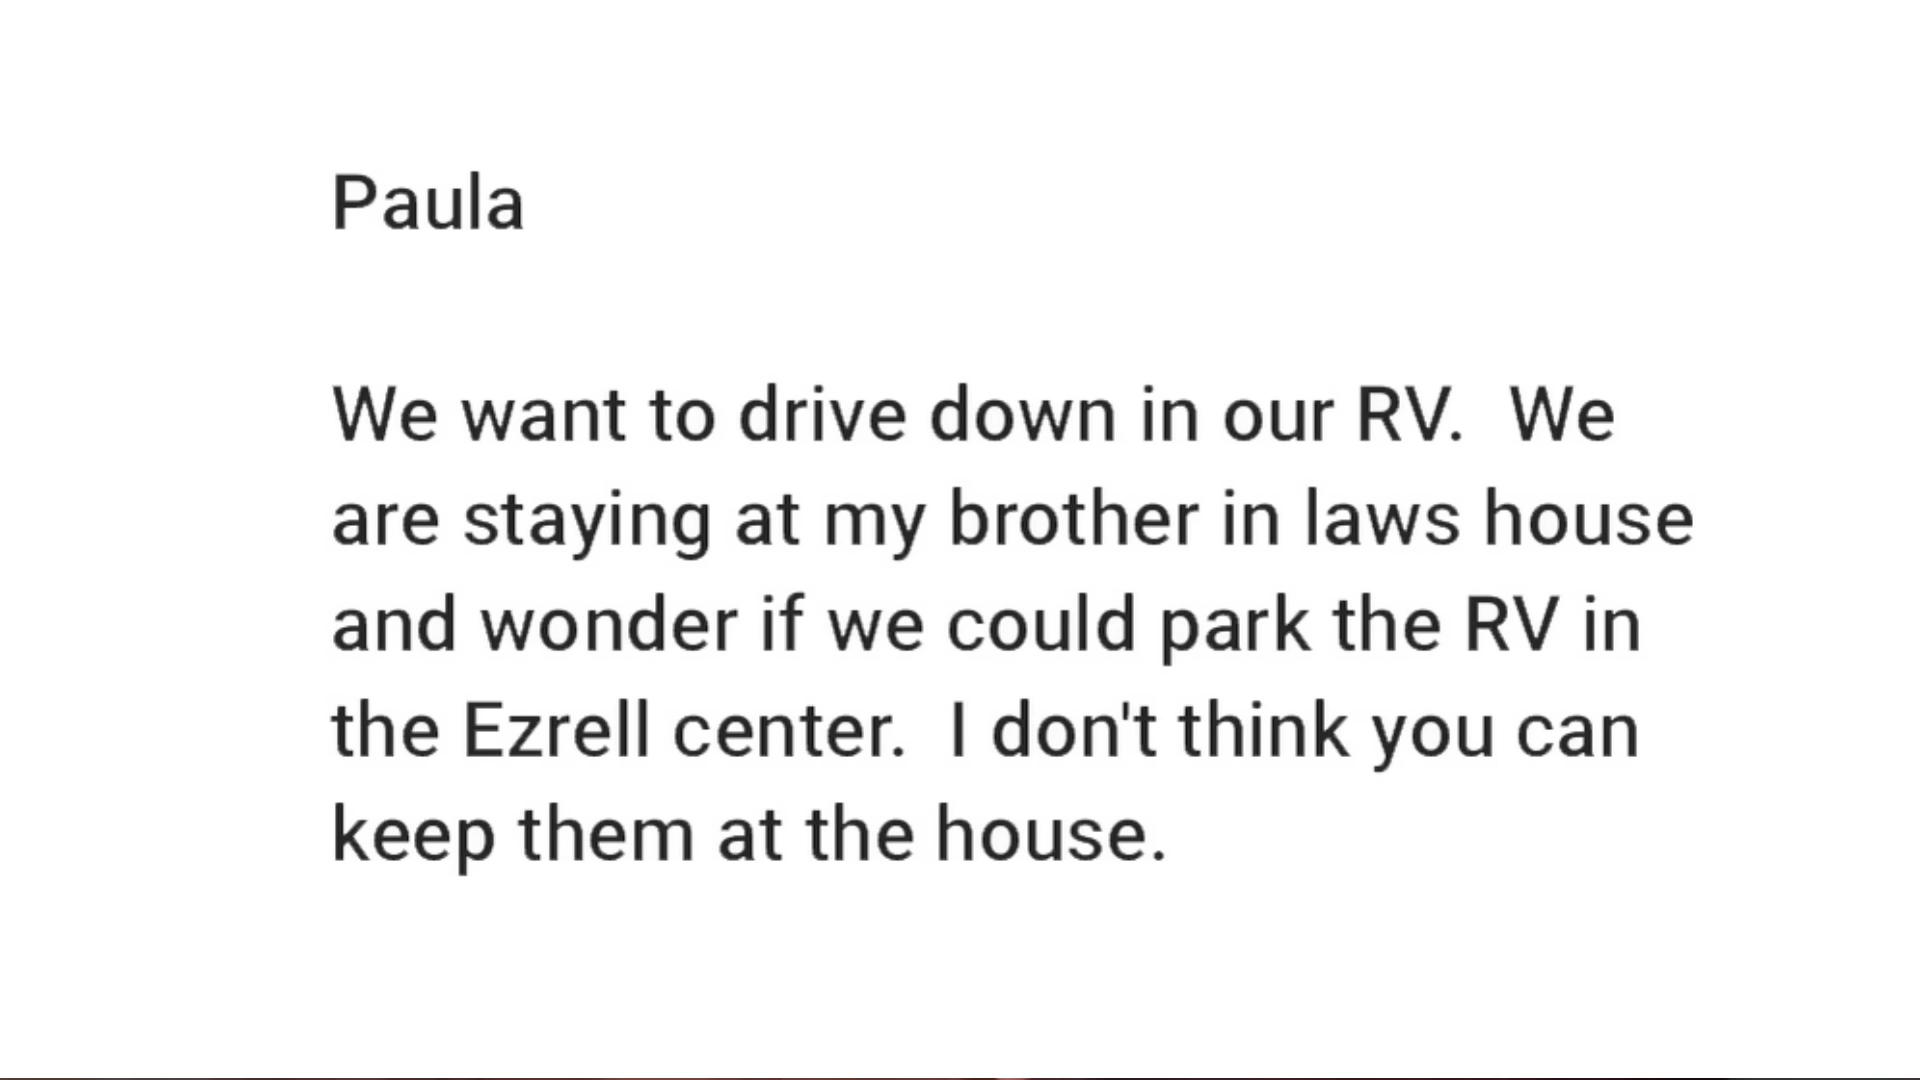 Paula
We want to drive down in our RV.  We
are staying at my brother in laws house
and wonder if we could park the RV in
the Ezrell center.  I don't think you can
keep them at the house.